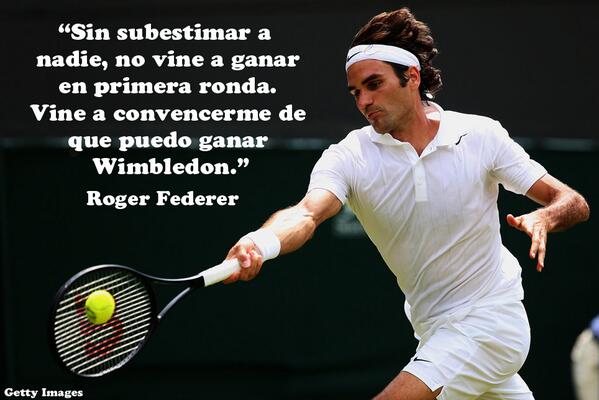 “Sin subestimar a
nadie, no vine a ganar
en primera ronda.
Vine a convencerme de
que puedo ganar
Wimbledon.”
Roger Federer
Getty Images